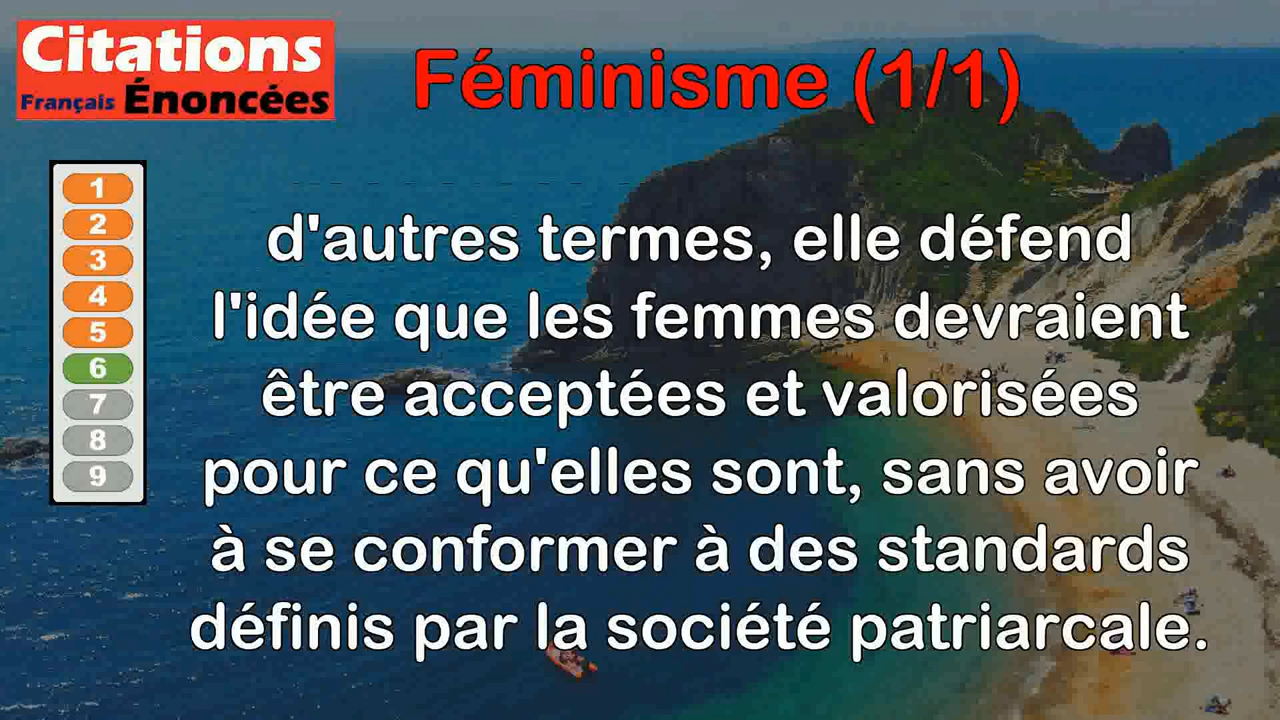 Citations
Français Énoncées
Féminisme (1/1)
1
2
3
4
5
6
7
8
9
d'autres termes, elle défend
l'idée que les femmes devraient
être acceptées et valorisées
pour ce qu'elles sont, sans avoir
à se conformer à des standards
définis par la société patriarcale.